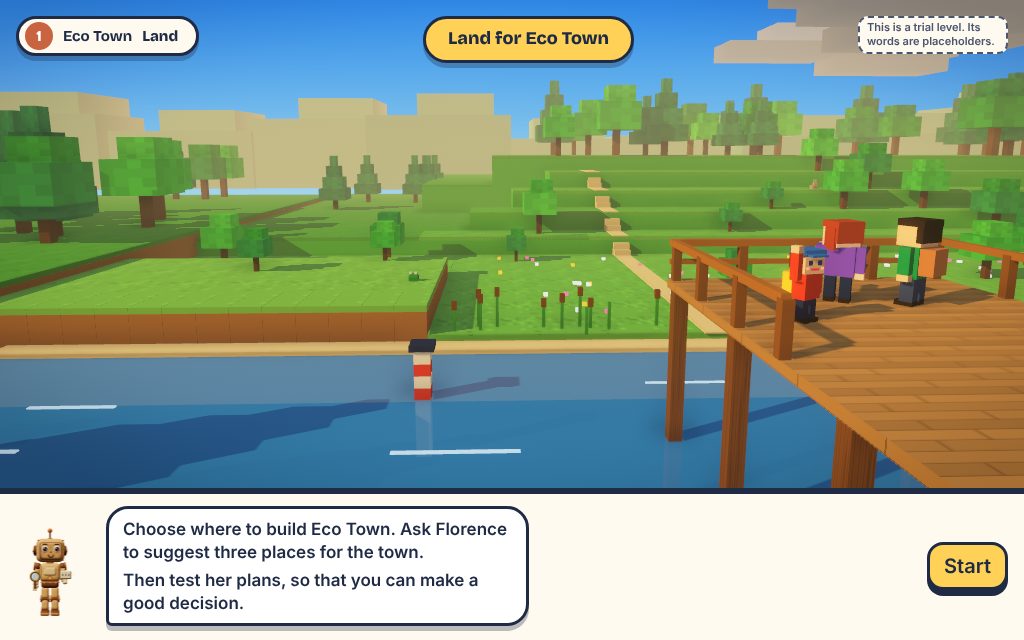 1 Eco Town Land
Land for Eco Town
This is a trial level. Its
words are placeholders.
Choose where to build Eco Town. Ask Florence
to suggest three places for the town.
Then test her plans, so that you can make a
good decision.
Start